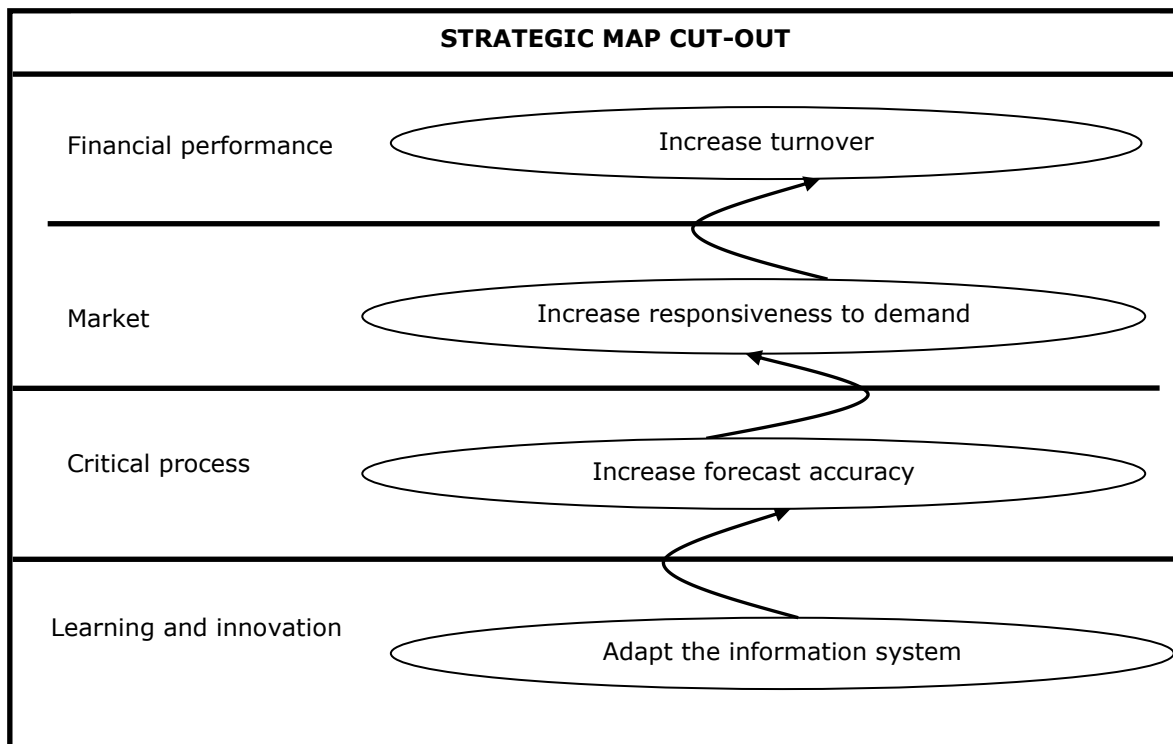 STRATEGIC MAP CUT-OUT
Financial performance
Increase turnover
Market
Increase responsiveness to demand
Critical process
Increase forecast accuracy
Learning and innovation
Adapt the information system